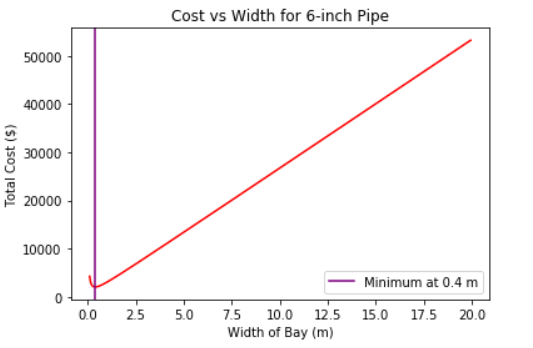 Cost vs Width for 6-inch Pipe
Total Cost ($)
50000
40000
30000
20000
10000
0
Minimum at 0.4 m
0.0 2.5 5.0 7.5 10.0 12.5 15.0 17.5 20.0
Width of Bay (m)